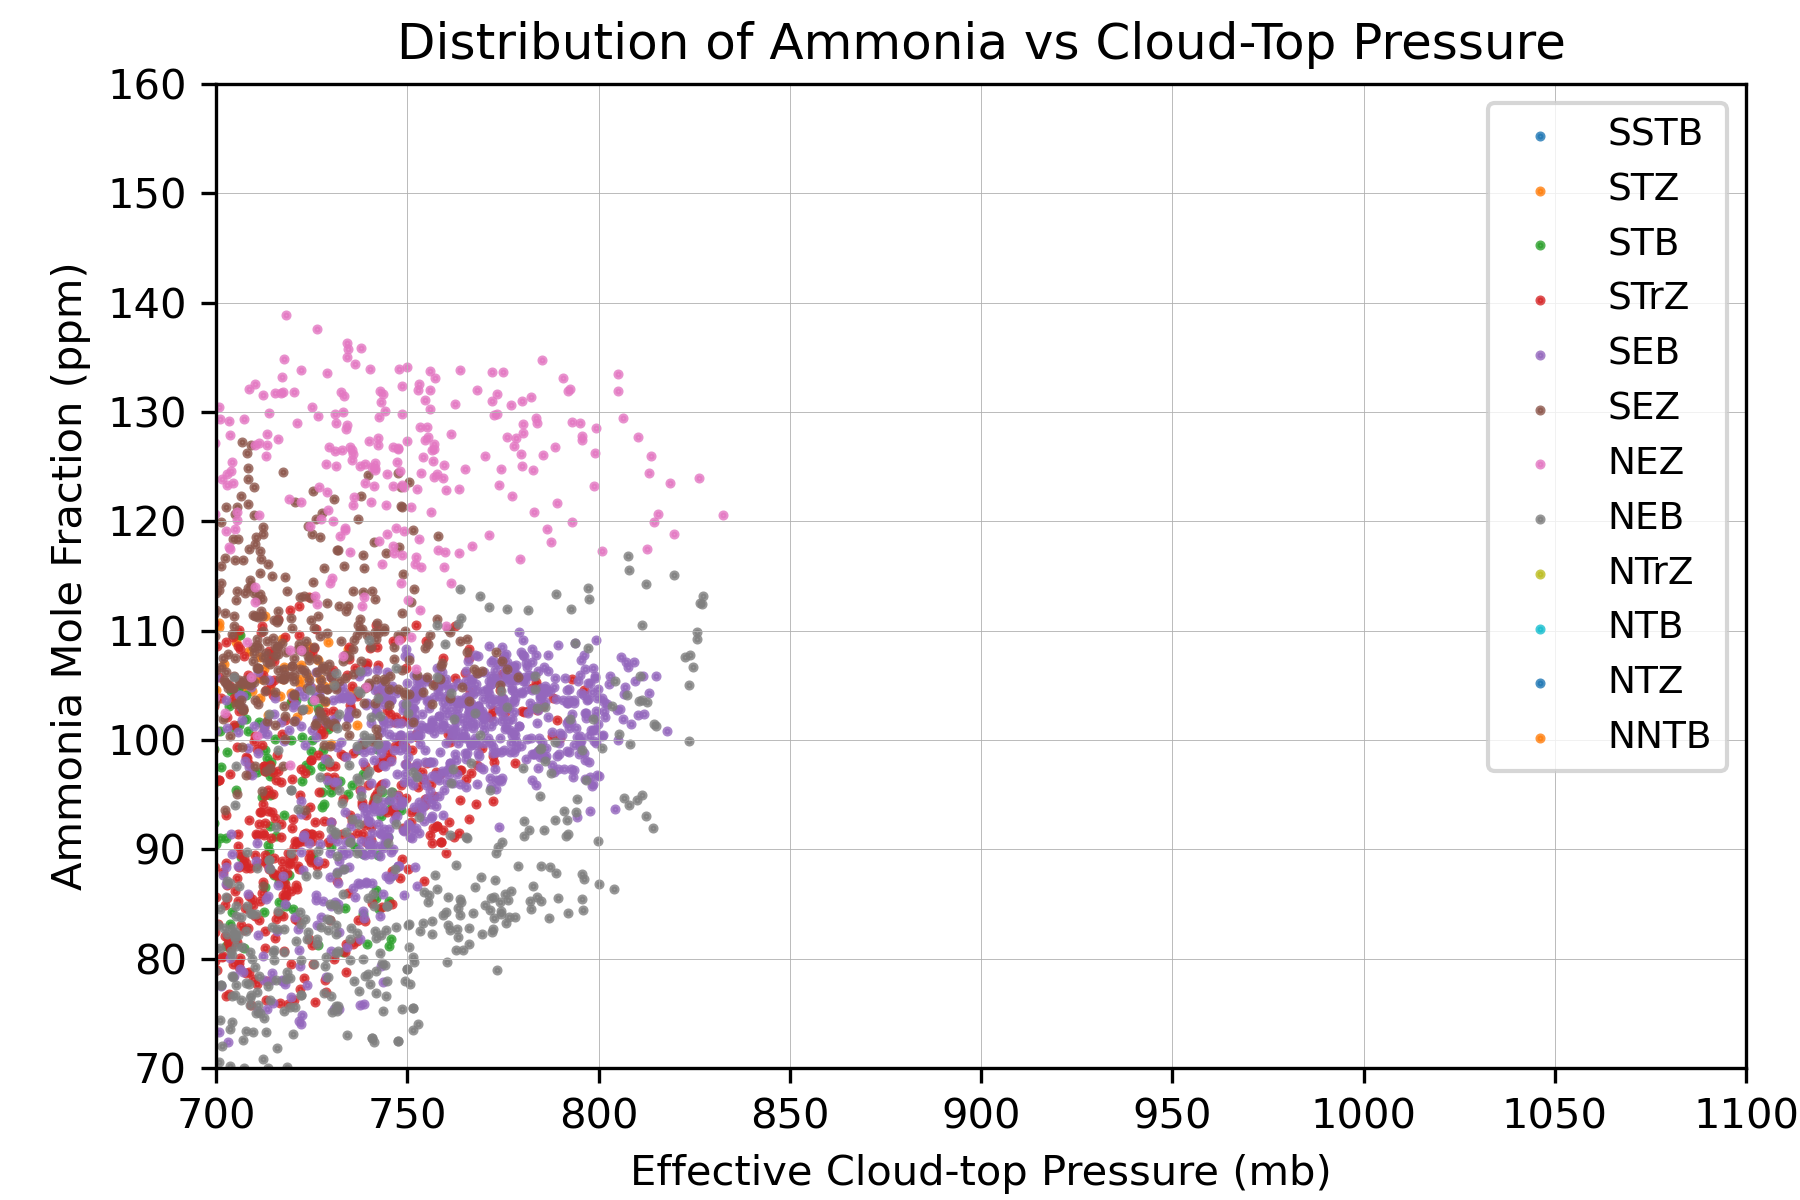 Distribution of Ammonia vs Cloud-Top Pressure
160
150
140
130
120
110
100
90
80
70
Ammonia Mole Fraction (ppm)
SSTB
STZ
STB
STrZ
SEB
SEZ
NEZ
NEB
NTrZ
NTB
NTZ
NNTB
700 750 800 850 900 950 1000 1050 1100
Effective Cloud-top Pressure (mb)